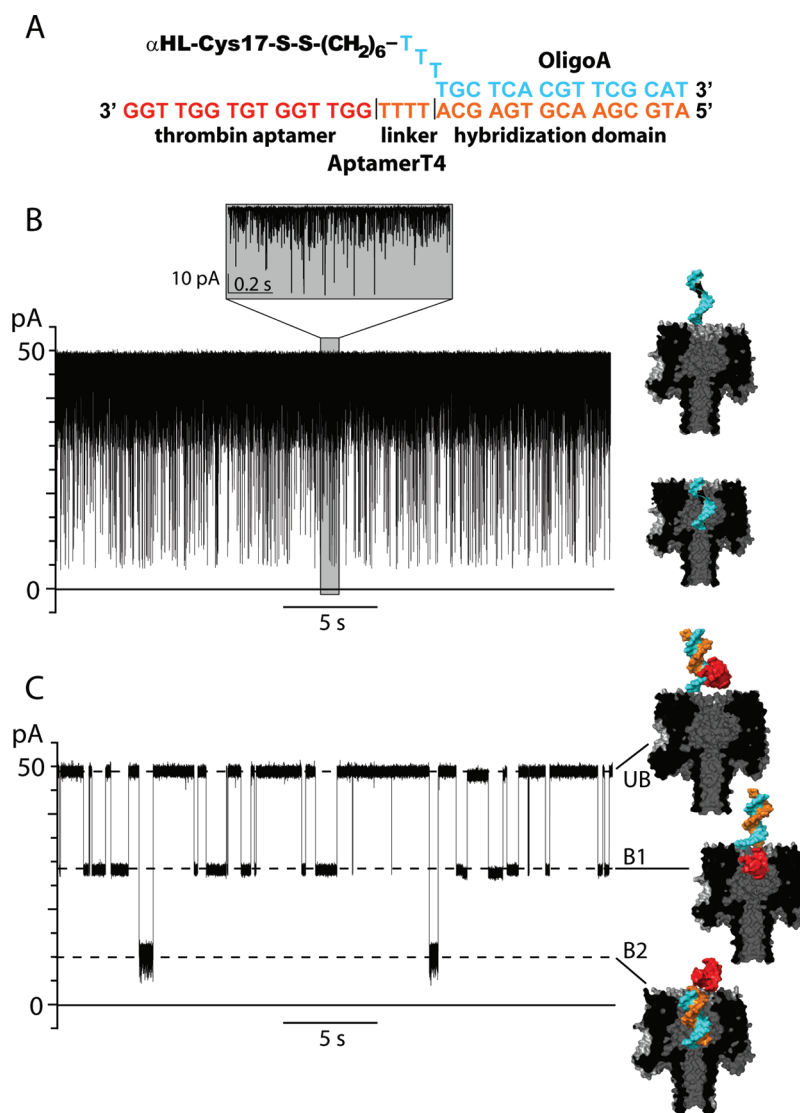 A
αHL-Cys17-S-S-(CH2)6–T
T
T
OligoA
TGC TCA CGT TCG CAT 3'
3' GGT TGG TGT GGT TGG TTTT ACG AGT GCA AGC GTA 5'
thrombin aptamer linker hybridization domain
AptamerT4
B
10 pA
0.2 s
pA
50
0
5 s
C
pA
50
UB
B1
B2
0
5 s